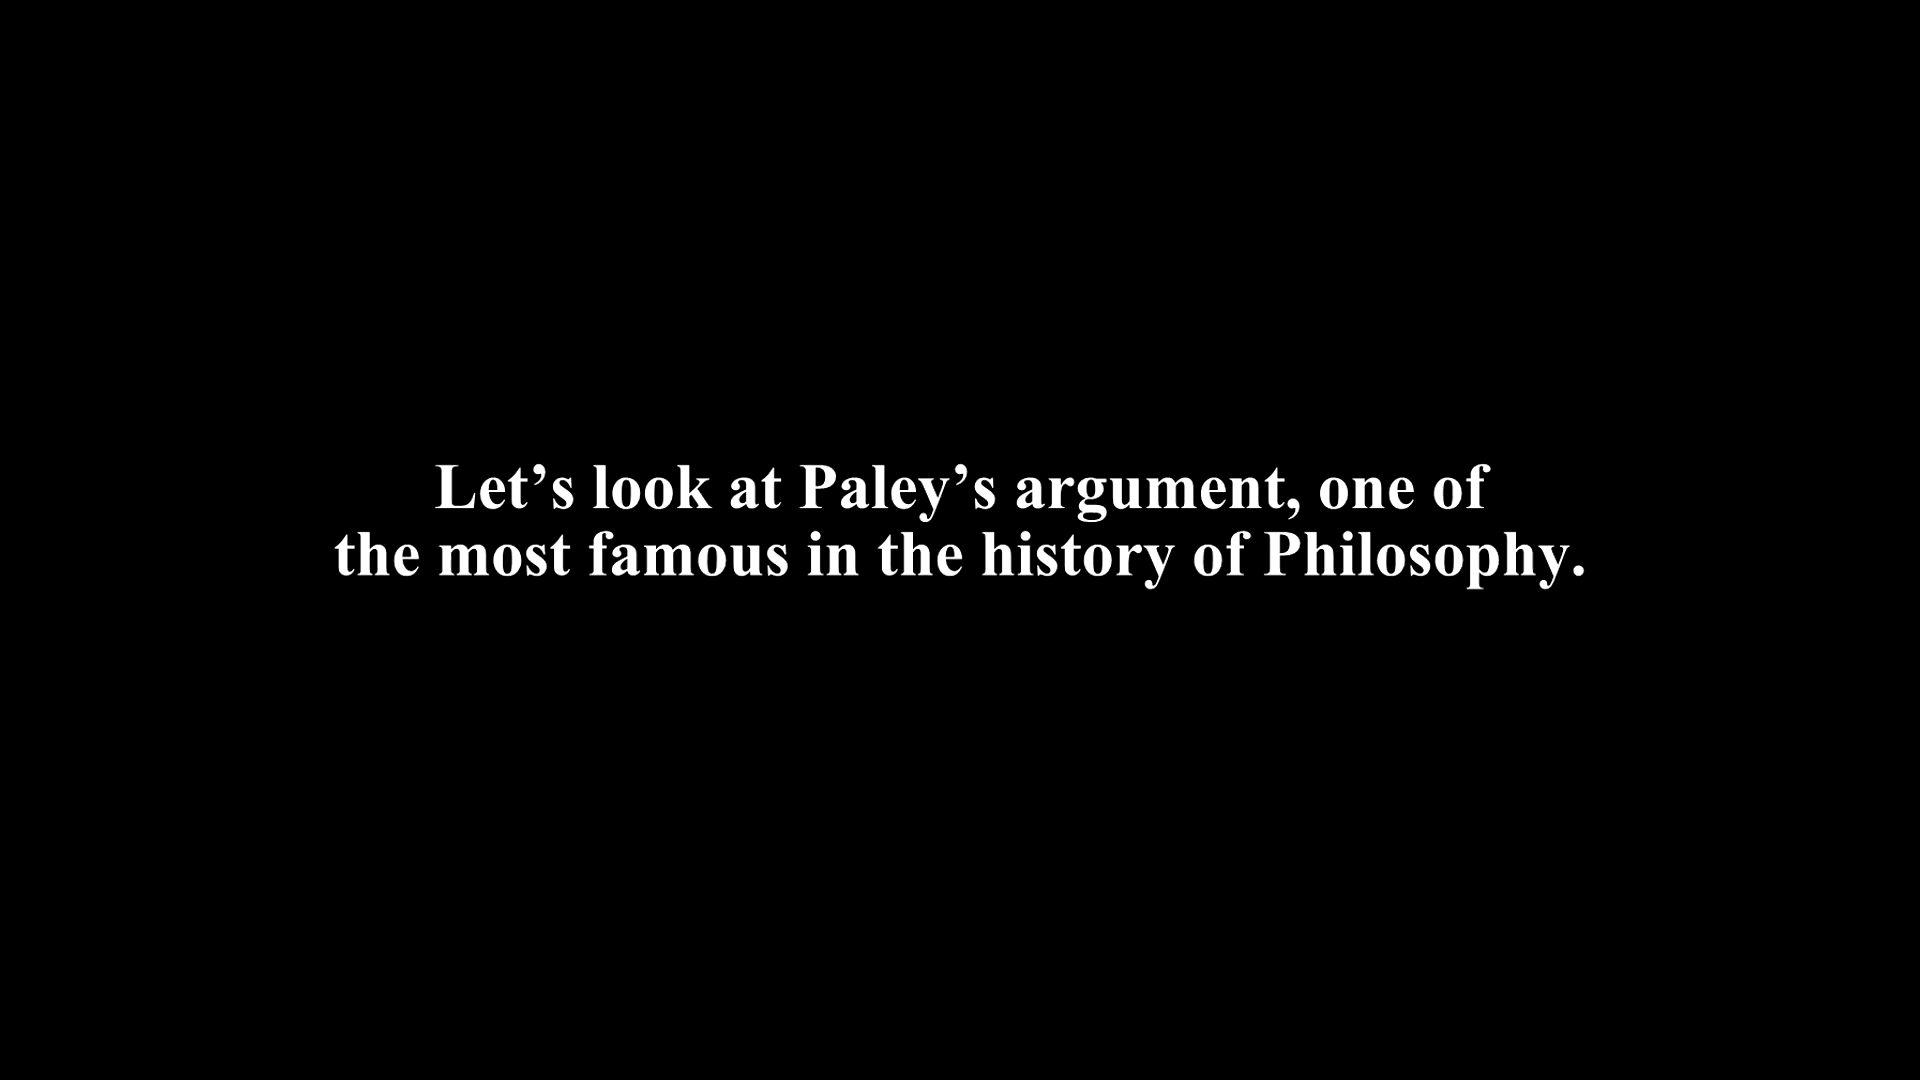 Let’s look at Paley’s argument, one of
the most famous in the history of Philosophy.